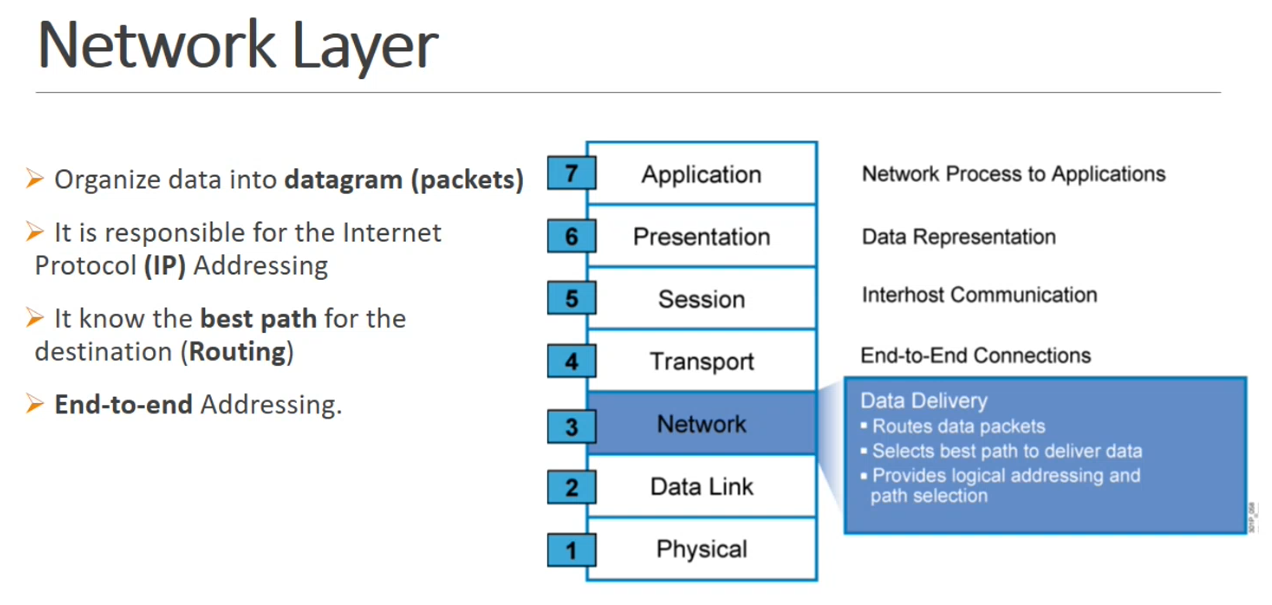 Network Layer
➢ Organize data into datagram (packets)
➢ It is responsible for the Internet
Protocol (IP) Addressing
➢ It know the best path for the
destination (Routing)
➢ End-to-end Addressing.
7 Application Network Process to Applications
6 Presentation Data Representation
5 Session Interhost Communication
4 Transport End-to-End Connections
3 Network
Data Delivery
▪ Routes data packets
▪ Selects best path to deliver data
▪ Provides logical addressing and
path selection
2 Data Link
1 Physical